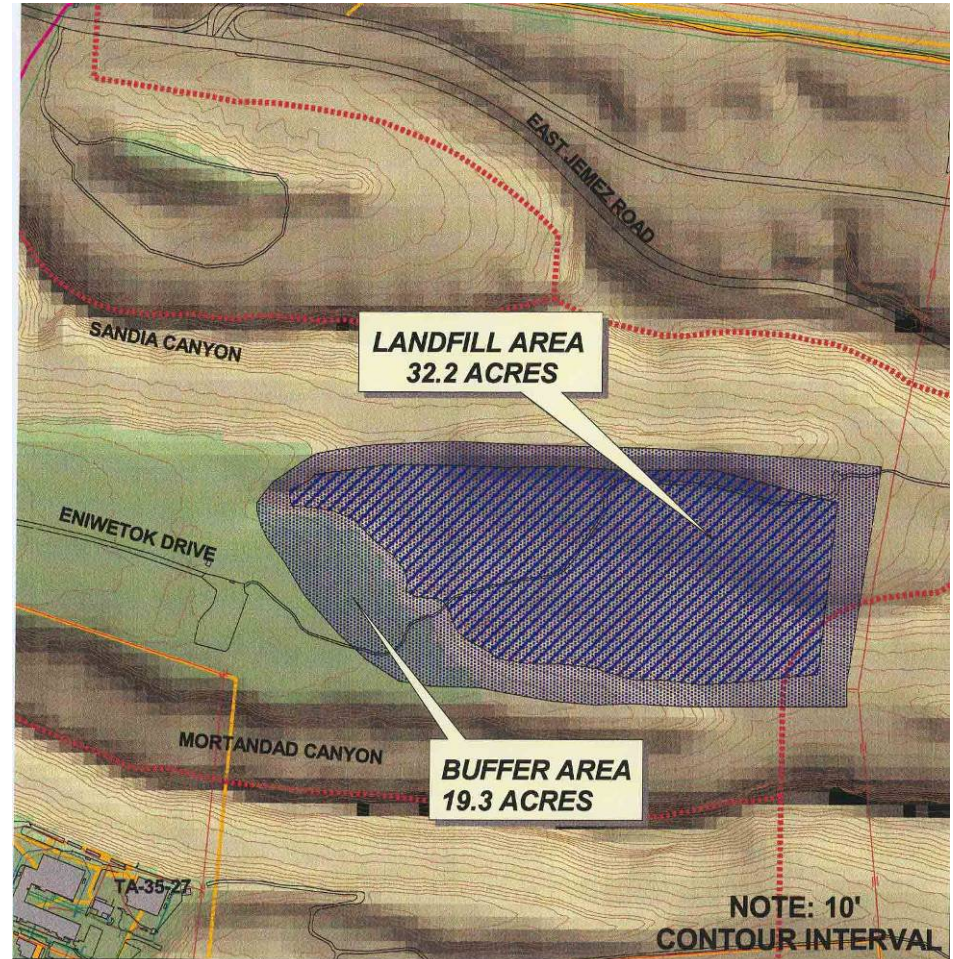 EAST JEMEZ ROAD
SANDIA CANYON
LANDFILL AREA
32.2 ACRES
ENIWETOK DRIVE
MORTANDAD CANYON
BUFFER AREA
19.3 ACRES
TA-35-27
NOTE: 10'
CONTOUR INTERVAL